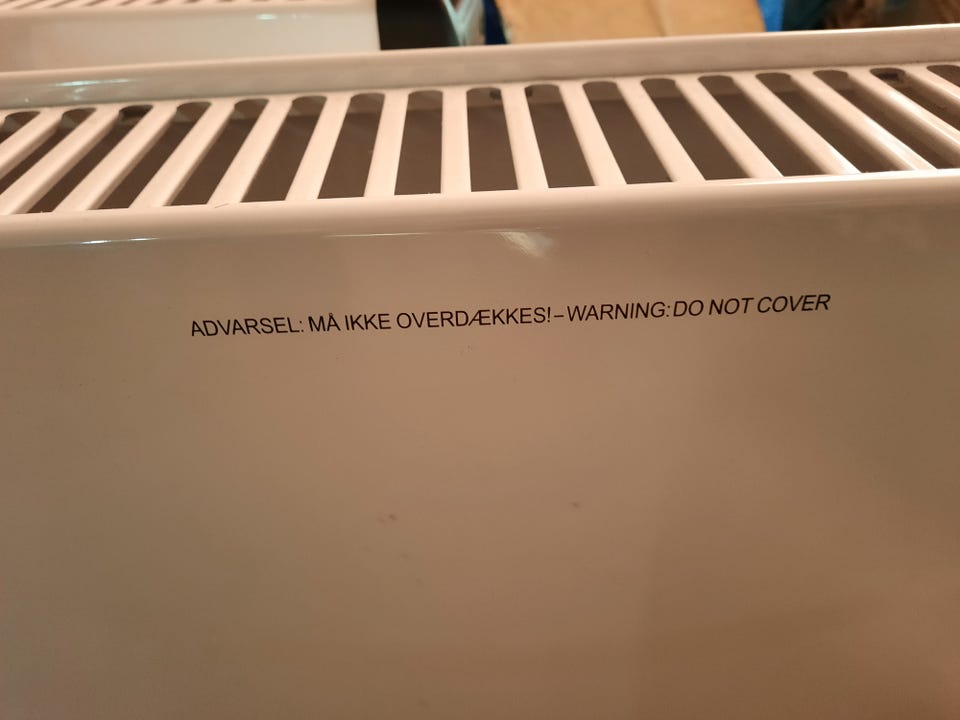 ADVARSEL: MÅ IKKE OVERDÆKKES! – WARNING: DO NOT COVER